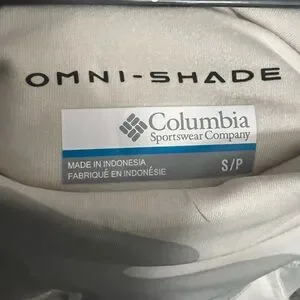 OMNI-SHADE
Columbia
Sportswear Company
MADE IN INDONESIA
FABRIQUÉ EN INDONÉSIE
S/P